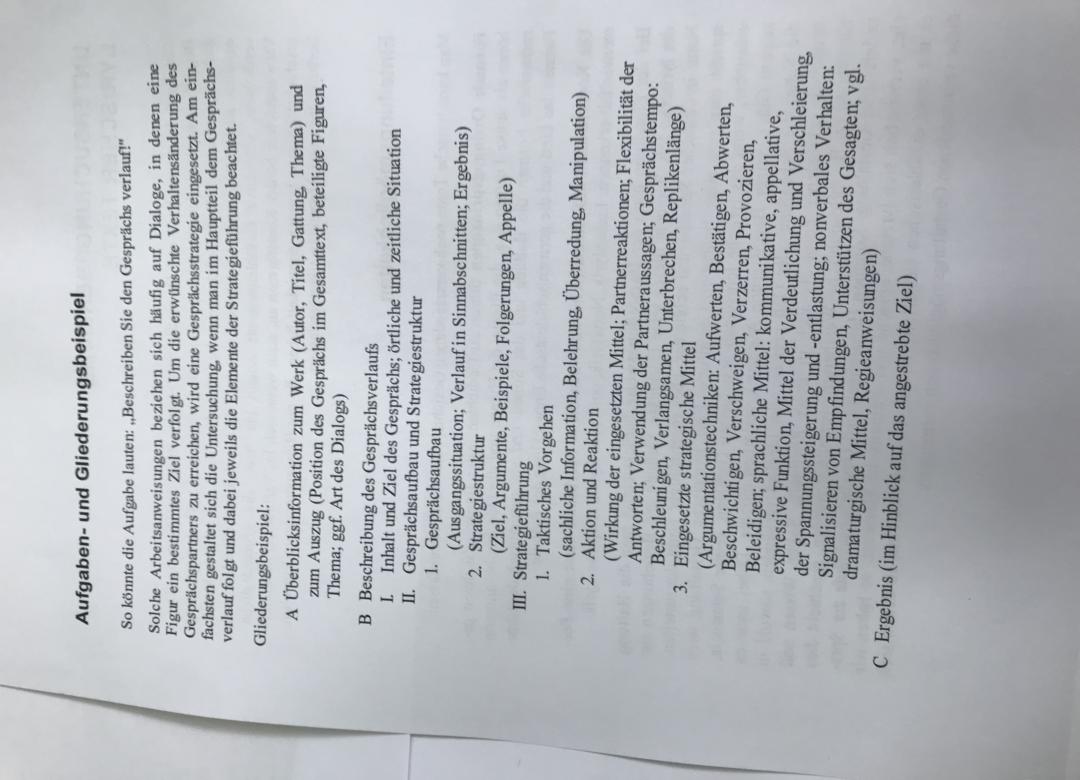 Aufgaben- und Gliederungsbeispiel
So könnte die Aufgabe lauten: „Beschreiben Sie den Gesprächs verlauf!"
Solche Arbeitsanweisungen beziehen sich häufig auf Dialoge, in denen eine
Figur ein bestimmtes Ziel verfolgt. Um die erwünschte Verhaltensänderung des
Gesprächspartners zu erreichen, wird eine Gesprächsstrategie eingesetzt. Am ein-
fachsten gestaltet sich die Untersuchung, wenn man im Hauptteil dem Gesprächs-
verlauf folgt und dabei jeweils die Elemente der Strategieführung beachtet.
Gliederungsbeispiel:
A Überblicksinformation zum Werk (Autor, Titel, Gattung, Thema) und
zum Auszug (Position des Gesprächs im Gesamttext, beteiligte Figuren,
Thema; ggf. Art des Dialogs)
B Beschreibung des Gesprächsverlaufs
I. Inhalt und Ziel des Gesprächs; örtliche und zeitliche Situation
II. Gesprächsaufbau und Strategiestruktur
1. Gesprächsaufbau
(Ausgangssituation; Verlauf in Sinnabschnitten; Ergebnis)
2. Strategiestruktur
(Ziel, Argumente, Beispiele, Folgerungen, Appelle)
III. Strategieführung
1. Taktisches Vorgehen
(sachliche Information, Belehrung, Überredung, Manipulation)
2. Aktion und Reaktion
(Wirkung der eingesetzten Mittel; Partnerreaktionen; Flexibilität der
Antworten; Verwendung der Partneraussagen; Gesprächstempo:
Beschleunigen, Verlangsamen, Unterbrechen, Replikenlänge)
3. Eingesetzte strategische Mittel
(Argumentationstechniken: Aufwerten, Bestätigen, Abwerten,
Beschwichtigen, Verschweigen, Verzerren, Provozieren,
Beleidigen; sprachliche Mittel: kommunikative, appellative,
expressive Funktion, Mittel der Verdeutlichung und Verschleierung,
der Spannungssteigerung und -entlastung; nonverbales Verhalten:
Signalisieren von Empfindungen, Unterstützen des Gesagten; vgl.
dramaturgische Mittel, Regieanweisungen)
C Ergebnis (im Hinblick auf das angestrebte Ziel)